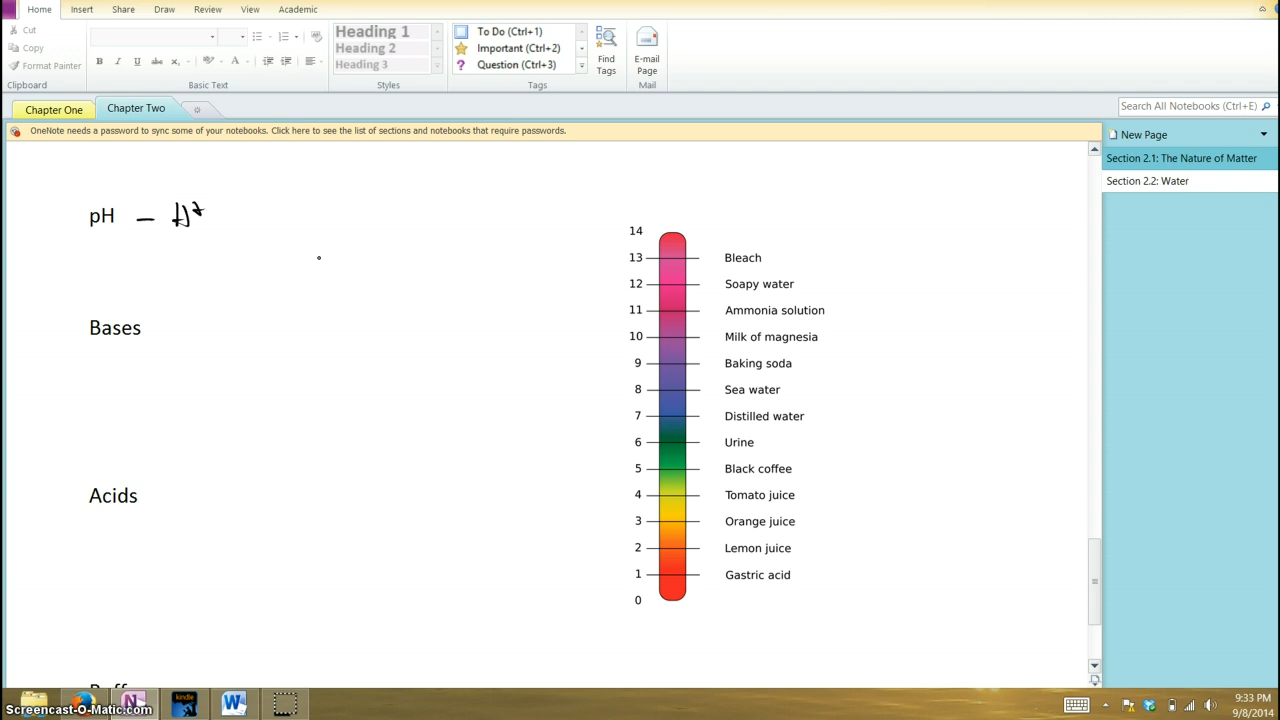 Home Insert Share Draw Review View Academic
Cut
Copy
Format Painter
Clipboard
Basic Text
Heading 1
Heading 2
Heading 3
Styles
To Do (Ctrl+1)
Important (Ctrl+2)
Question (Ctrl+3)
Tags
Find
Tags
E-mail
Page
Mail
Chapter One Chapter Two
Search All Notebooks (Ctrl+E)
OneNote needs a password to sync some of your notebooks. Click here to see the list of sections and notebooks that require passwords.
New Page
Section 2.1: The Nature of Matter
Section 2.2: Water
pH – H+
Bases
Acids
14
13 Bleach
12 Soapy water
11 Ammonia solution
10 Milk of magnesia
9 Baking soda
8 Sea water
7 Distilled water
6 Urine
5 Black coffee
4 Tomato juice
3 Orange juice
2 Lemon juice
1 Gastric acid
0
kindle
Screencast-O-Matic.com
9:33 PM
9/8/2014